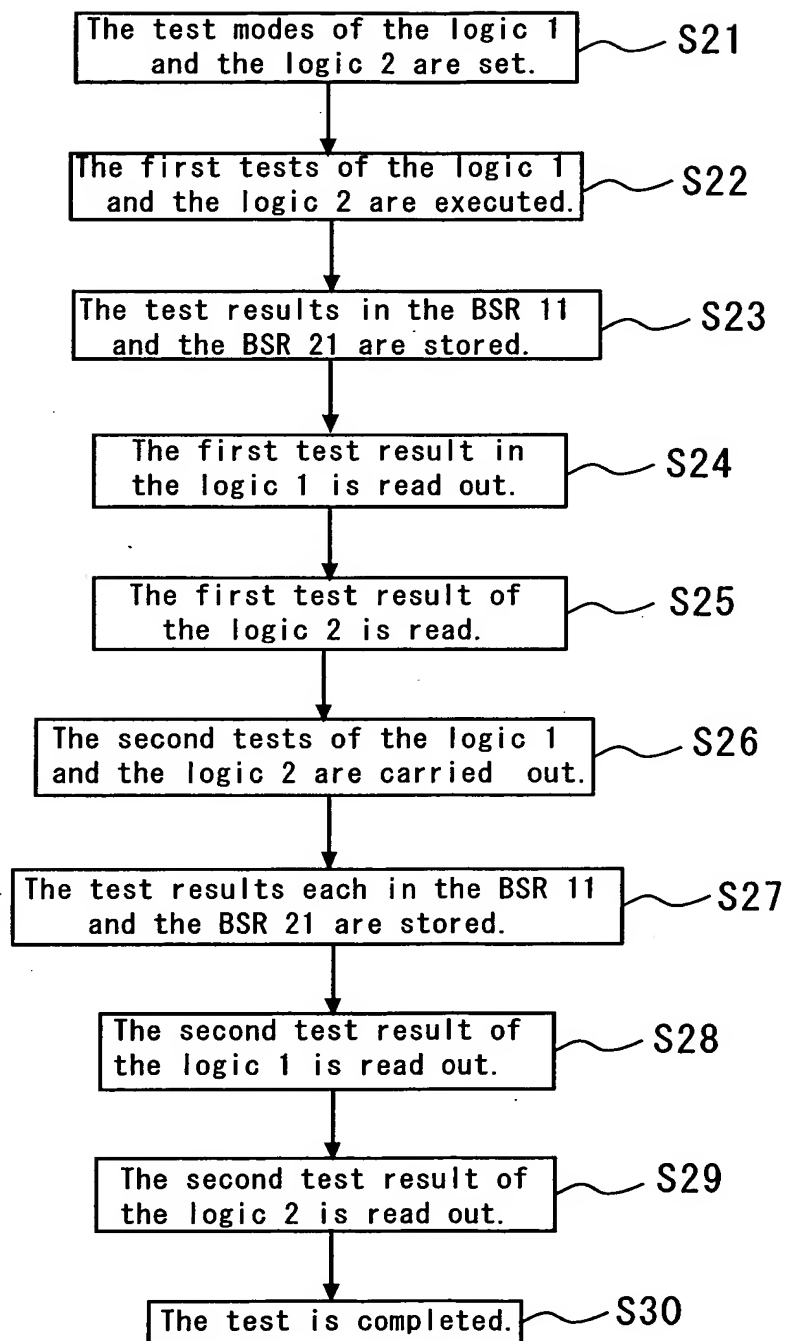 The test modes of the logic 1
and the logic 2 are set.
S21
The first tests of the logic 1
and the logic 2 are executed.
S22
The test results in the BSR 11
and the BSR 21 are stored.
S23
The first test result in
the logic 1 is read out.
S24
The first test result of
the logic 2 is read.
S25
The second tests of the logic 1
and the logic 2 are carried out.
S26
The test results each in the BSR 11
and the BSR 21 are stored.
S27
The second test result of
the logic 1 is read out.
S28
The second test result of
the logic 2 is read out.
S29
The test is completed.
S30